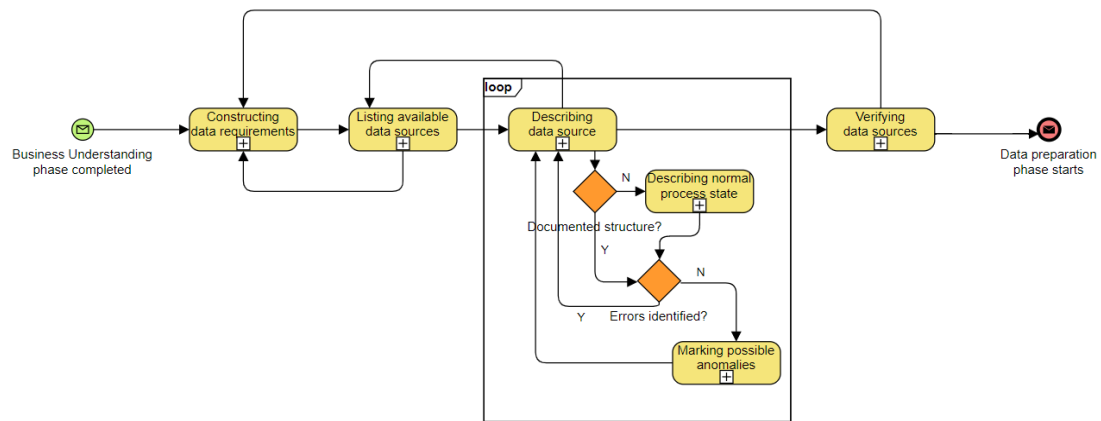 loop
Constructing
data requirements
Listing available
data sources
Describing
data source
Verifying
data sources
Business Understanding
phase completed
Data preparation
phase starts
N
Describing normal
process state
Documented structure?
Y
N
Y
Errors identified?
Marking possible
anomalies